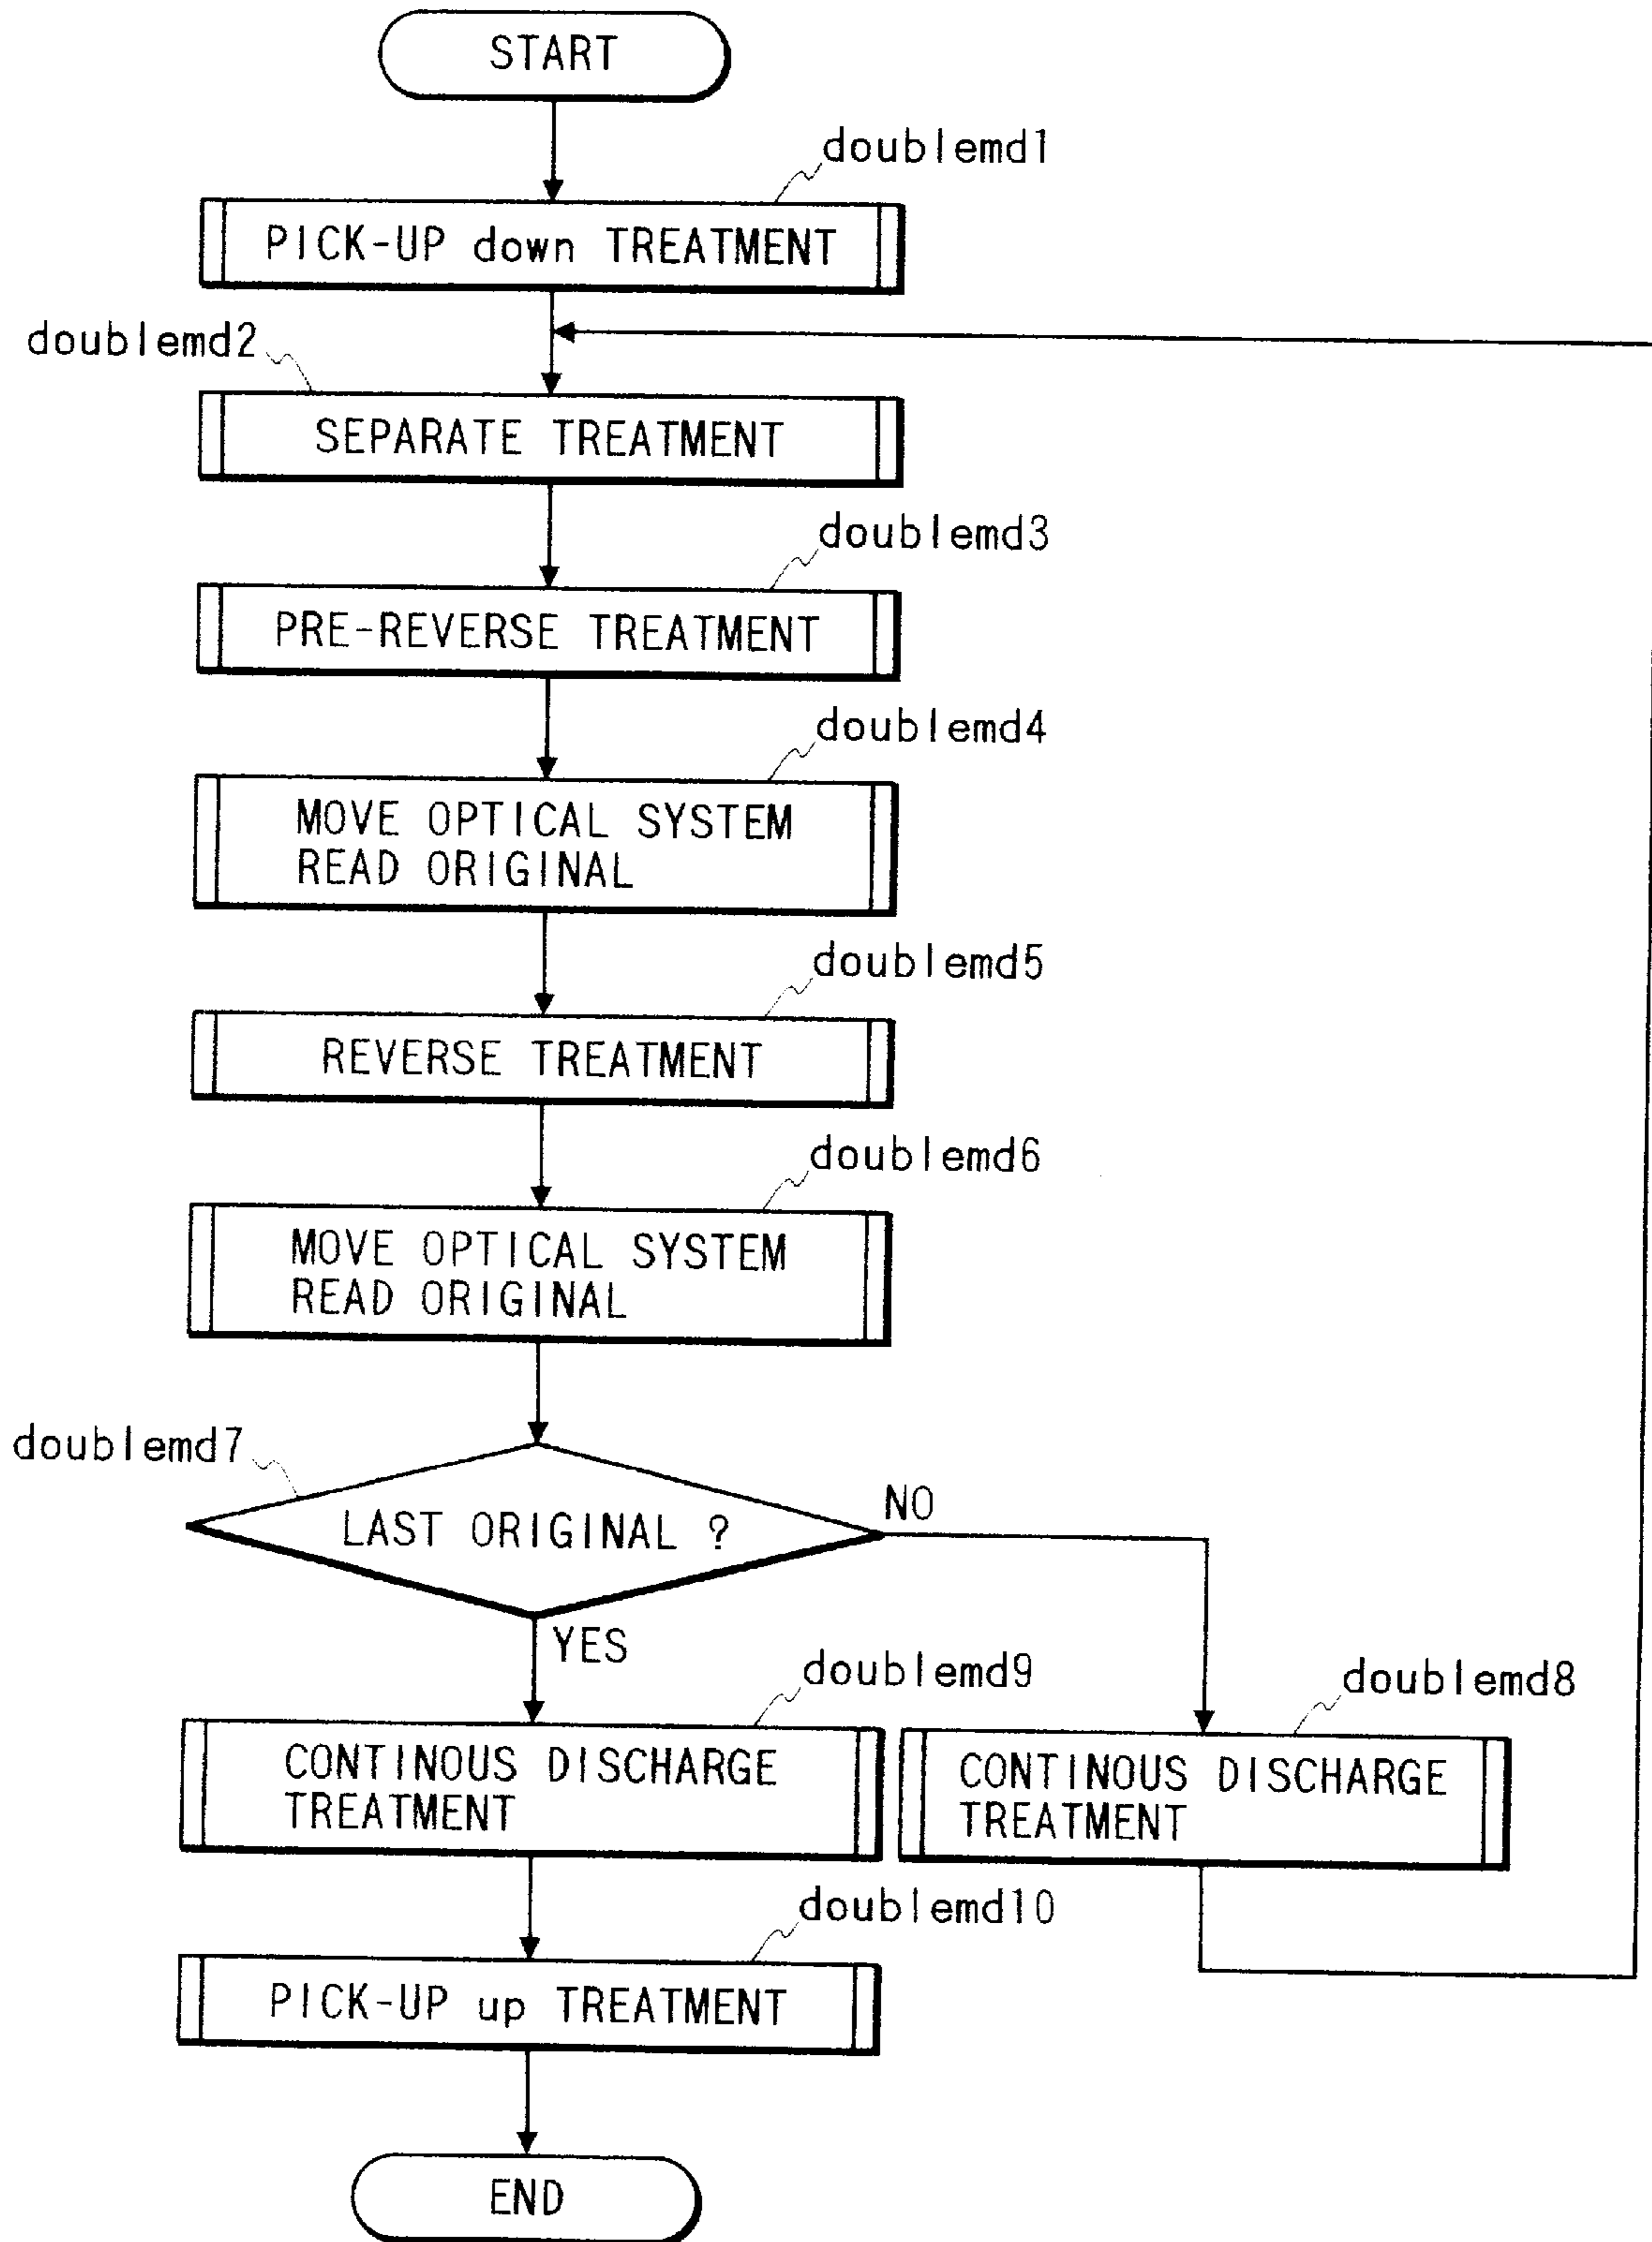 START
doublemd1
PICK-UP down TREATMENT
doublemd2
SEPARATE TREATMENT
doublemd3
PRE-REVERSE TREATMENT
doublemd4
MOVE OPTICAL SYSTEM
READ ORIGINAL
doublemd5
REVERSE TREATMENT
doublemd6
MOVE OPTICAL SYSTEM
READ ORIGINAL
doublemd7
LAST ORIGINAL ?
NO
YES
doublemd9
CONTINOUS DISCHARGE
TREATMENT
doublemd8
CONTINOUS DISCHARGE
TREATMENT
doublemd10
PICK-UP up TREATMENT
END